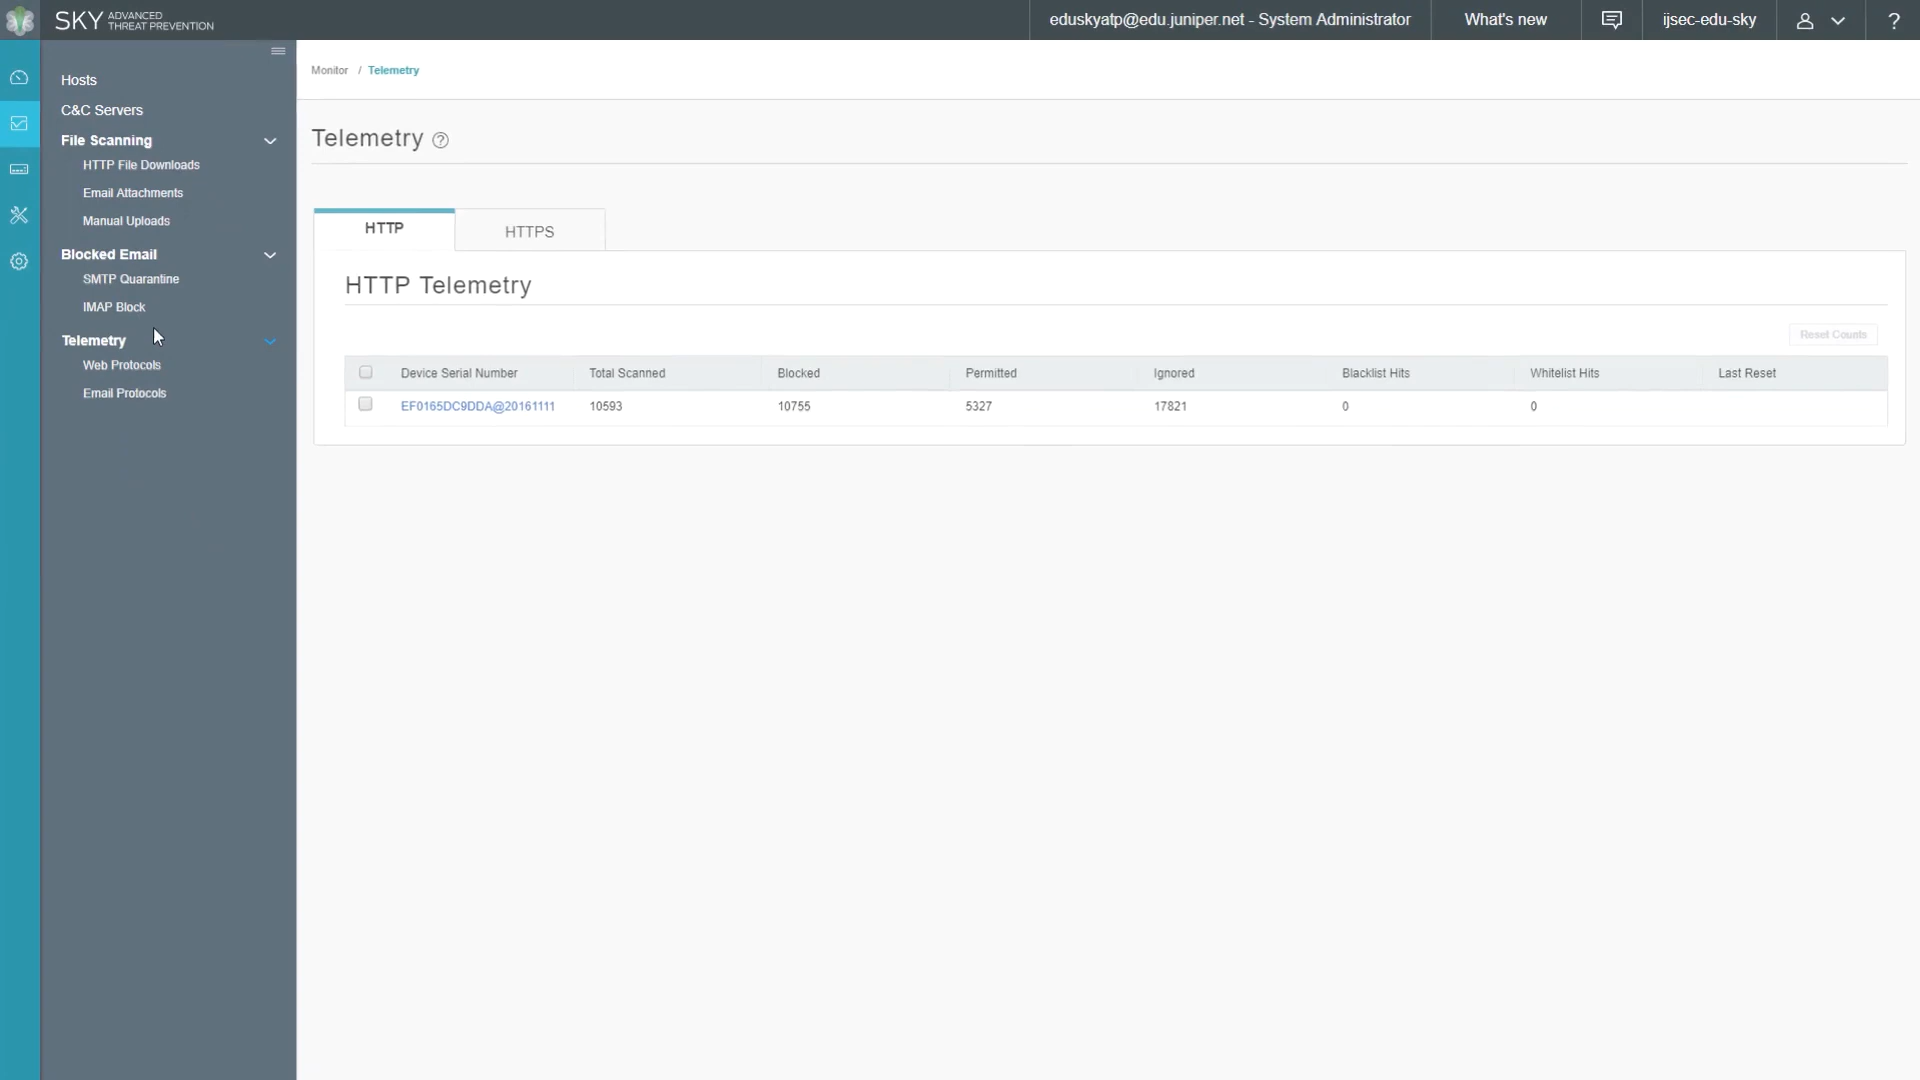 SKY ADVANCED THREAT PREVENTION
eduskyatp@edu.juniper.net - System Administrator
What's new
ijsec-edu-sky
?
Hosts
C&C Servers
File Scanning
HTTP File Downloads
Email Attachments
Manual Uploads
Blocked Email
SMTP Quarantine
IMAP Block
Telemetry
Web Protocols
Email Protocols
Monitor / Telemetry
Telemetry ?
HTTP HTTPS
HTTP Telemetry
Reset Counts
Device Serial Number Total Scanned Blocked Permitted Ignored Blacklist Hits Whitelist Hits Last Reset
EF0165DC9DDA@20161111 10593 10755 5327 17821 0 0